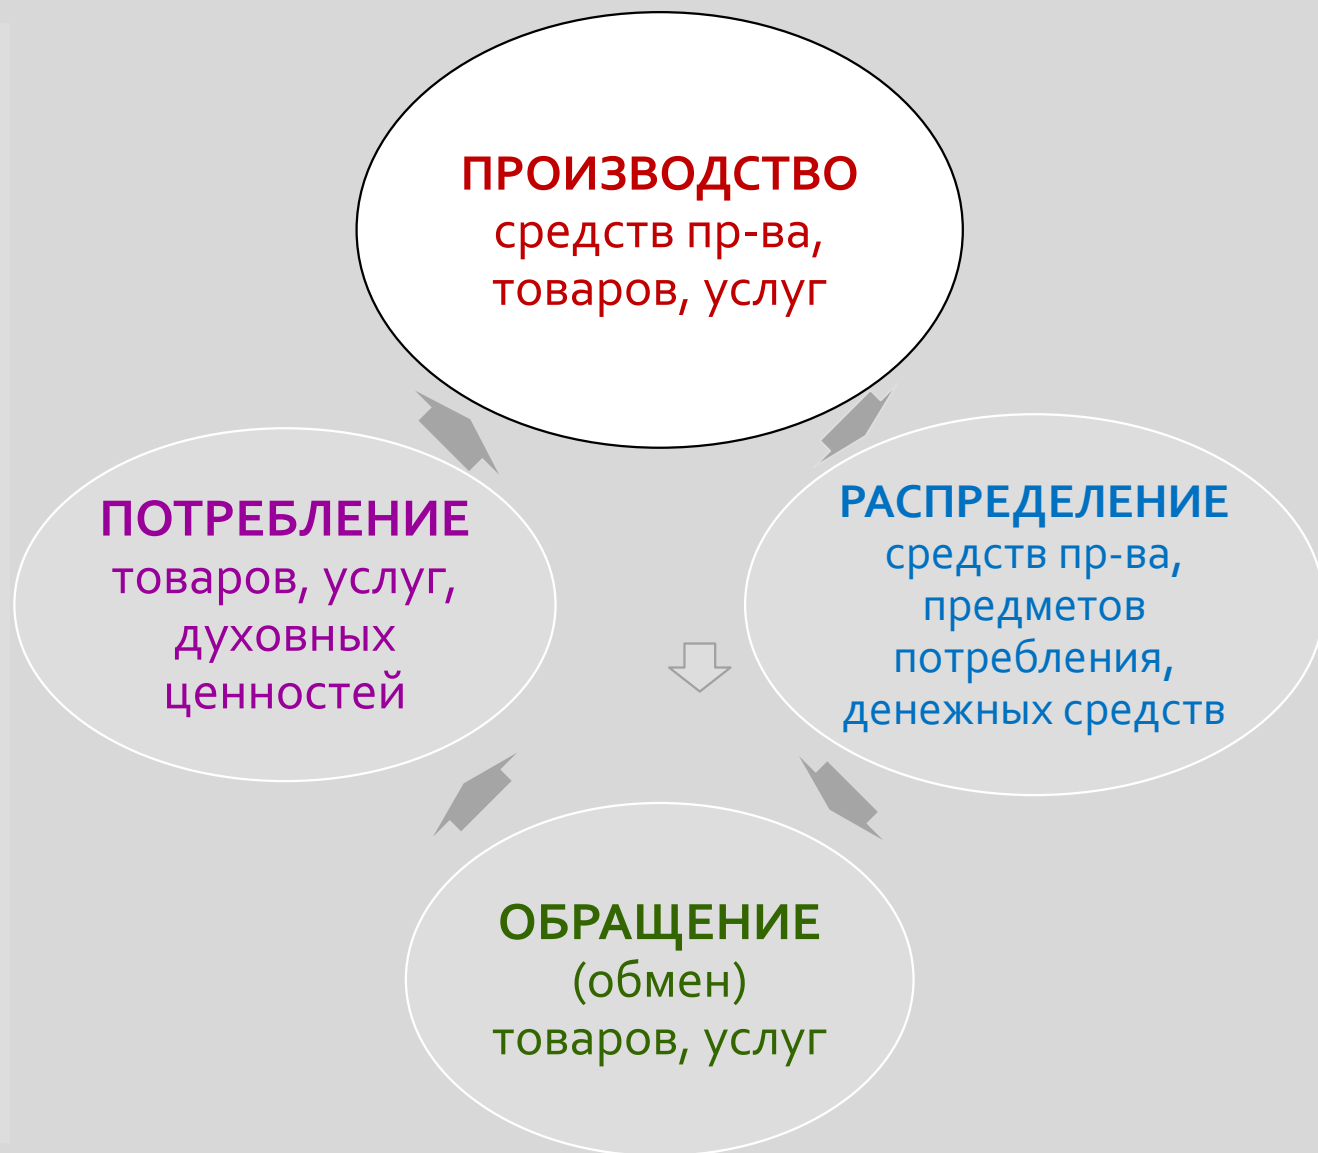 ПРОИЗВОДСТВО
средств пр-ва,
товаров, услуг
ПОТРЕБЛЕНИЕ
товаров, услуг,
духовных
ценностей
РАСПРЕДЕЛЕНИЕ
средств пр-ва,
предметов
потребления,
денежных средств
ОБРАЩЕНИЕ
(обмен)
товаров, услуг